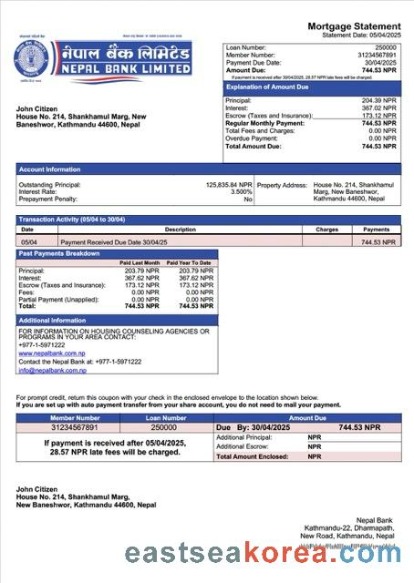 Mortgage Statement
Statement Date: 05/04/2025
नेपाल बैंक लिमिटेड
NEPAL BANK LIMITED
Loan Number: 250000
Member Number: 31234567891
Payment Due Date: 30/04/2025
Amount Due: 744.53 NPR
If payment is received after 30/04/2025, 28.57 NPR late fees will be charged.
Explanation of Amount Due
Principal: 204.39 NPR
Interest: 367.02 NPR
Escrow (Taxes and Insurance): 173.12 NPR
Regular Monthly Payment: 744.53 NPR
Total Fees and Charges: 0.00 NPR
Overdue Payment: 0.00 NPR
Total Amount Due: 744.53 NPR
John Citizen
House No. 214, Shankhamul Marg, New
Baneshwor, Kathmandu 44600, Nepal
Account Information
Outstanding Principal: 125,835.84 NPR
Interest Rate: 3.500%
Prepayment Penalty: No
Property Address: House No. 214, Shankhamul
Marg, New Baneshwor,
Kathmandu 44600, Nepal
Transaction Activity (05/04 to 30/04)
Date Description Charges Payments
05/04 Payment Received Due Date 30/04/25 744.53 NPR
Past Payments Breakdown
Paid Last Month Paid Year To Date
Principal: 203.79 NPR 203.79 NPR
Interest: 367.62 NPR 367.62 NPR
Escrow (Taxes and Insurance): 173.12 NPR 173.12 NPR
Fees: 0.00 NPR 0.00 NPR
Partial Payment (Unapplied): 0.00 NPR 0.00 NPR
Total: 744.53 NPR 744.53 NPR
Additional Information
FOR INFORMATION ON HOUSING COUNSELING AGENCIES OR
PROGRAMS IN YOUR AREA CONTACT:
+977-1-5971222
www.nepalbank.com.np
Contact the Nepal Bank at: +977-1-5971222
info@nepalbank.com.np
For prompt credit, return this coupon with your check in the enclosed envelope to the location shown below.
If you are set up with auto payment transfer from your share account, you do not need to mail your payment.
Member Number Loan Number Amount Due
31234567891 250000 Due By: 30/04/2025 744.53 NPR
If payment is received after 05/04/2025,
28.57 NPR late fees will be charged.
Additional Principal: NPR
Additional Escrow: NPR
Total Amount Enclosed: NPR
John Citizen
House No. 214, Shankhamul Marg,
New Baneshwor, Kathmandu 44600, Nepal
Nepal Bank
Kathmandu-22, Dharmapath,
New Road, Kathmandu, Nepal
eastseakorea.com